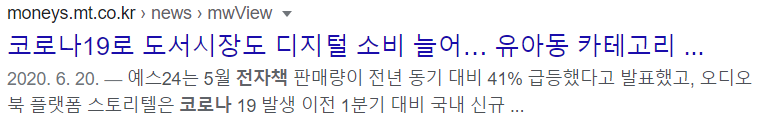 moneys.mt.co.kr › news › mwView
코로나19로 도서시장도 디지털 소비 늘어... 유아동 카테고리 ...
2020. 6. 20. — 예스24는 5월 전자책 판매량이 전년 동기 대비 41% 급등했다고 발표했고, 오디오
북 플랫폼 스토리텔은 코로나 19 발생 이전 1분기 대비 국내 신규 ...